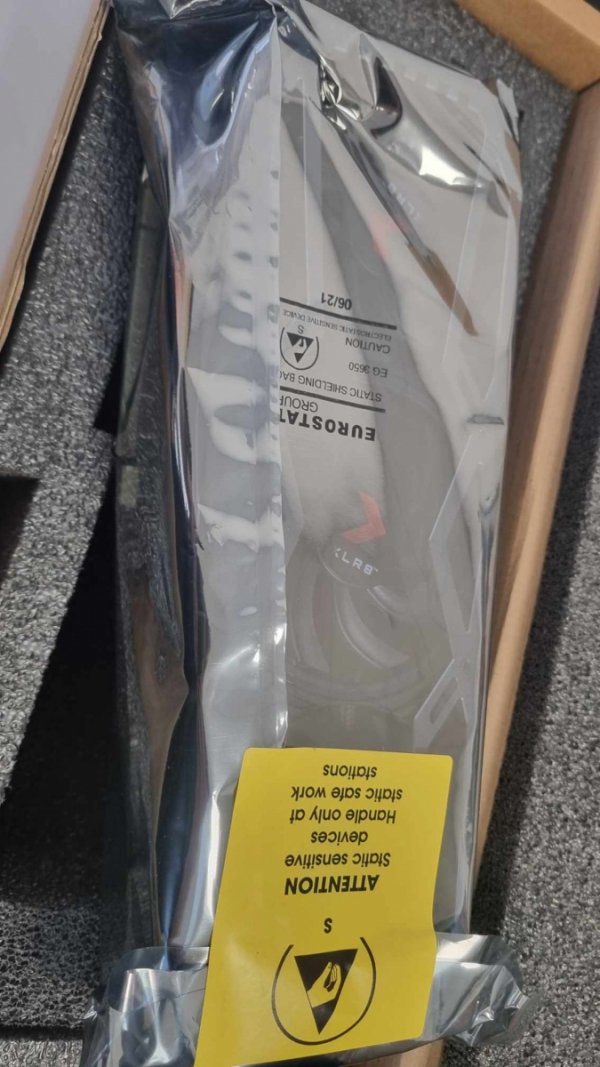 S
ATTENTION
Static sensitive
devices
Handle only at
static safe work
stations
XLR8™
EUROSTAT
GROUP
STATIC SHIELDING BAG
EG 3650
CAUTION
S
ELECTROSTATIC SENSITIVE DEVICE
06/21